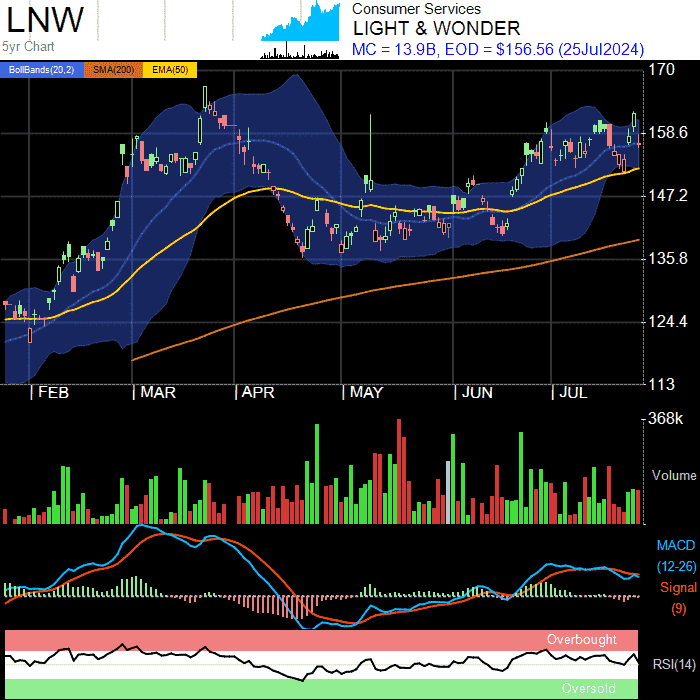 LNW
5yr Chart
Consumer Services
LIGHT & WONDER
MC = 13.9B, EOD = $156.56 (25Jul2024)
BollBands(20,2) SMA(200) EMA(50)
170
158.6
147.2
135.8
124.4
113
FEB MAR APR MAY JUN JUL
368k
Volume
MACD
(12-26)
Signal
(9)
Overbought
RSI(14)
Oversold